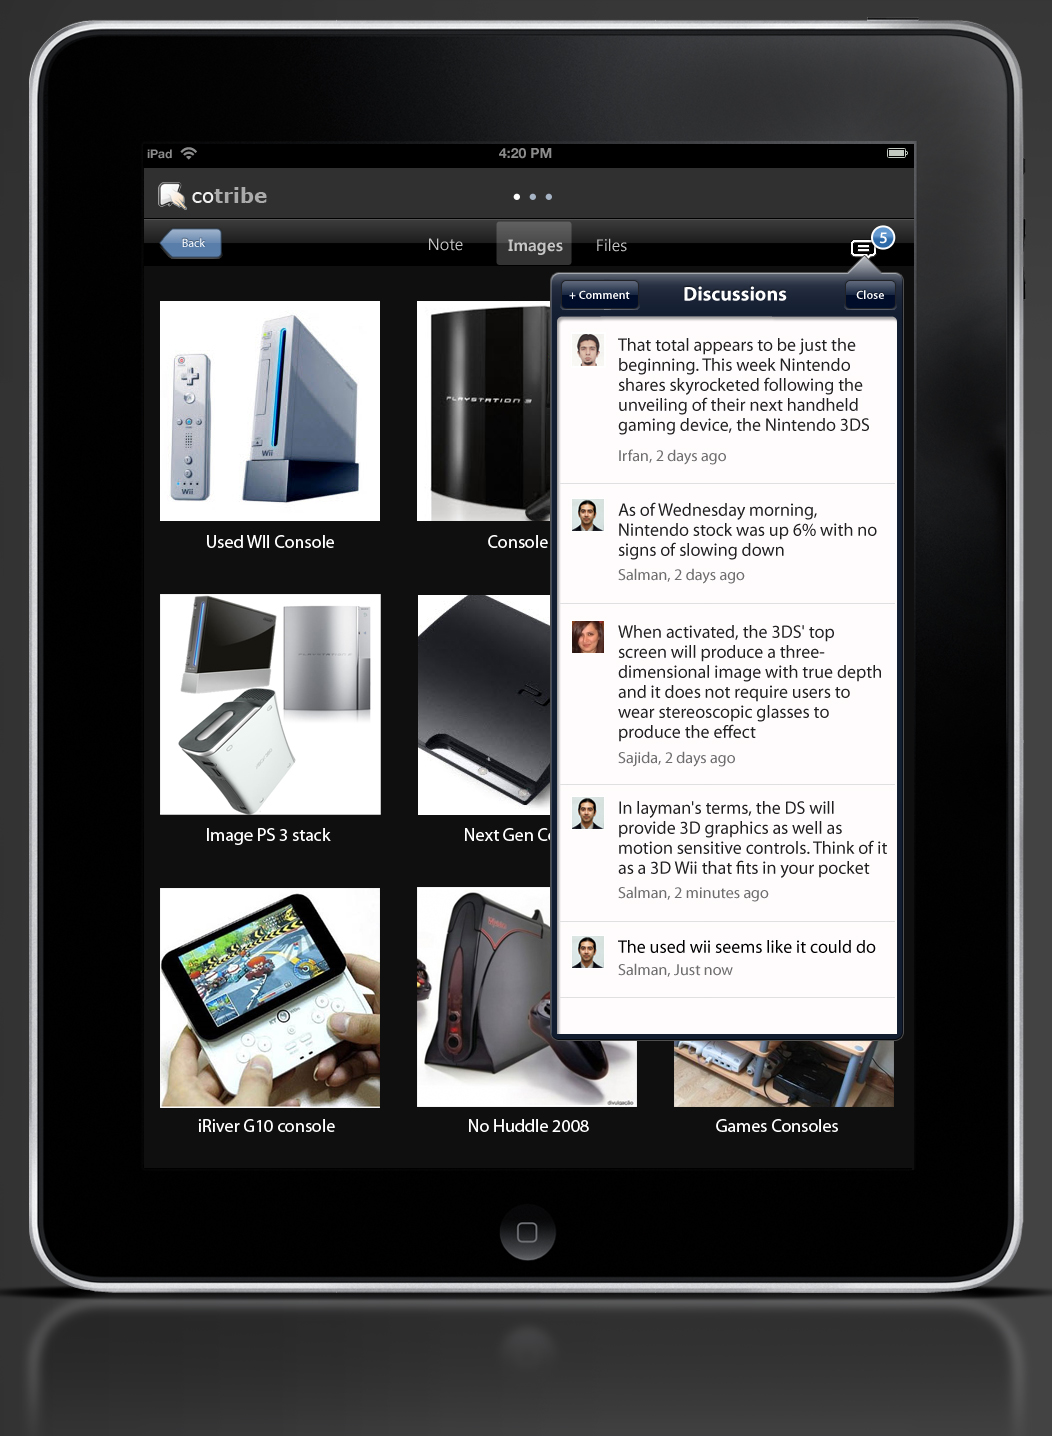 iPad
4:20 PM
cotribe
Back
Note
Images
Files
5
+ Comment
Discussions
Close
That total appears to be just the
beginning. This week Nintendo
shares skyrocketed following the
unveiling of their next handheld
gaming device, the Nintendo 3DS
Irfan, 2 days ago
As of Wednesday morning,
Nintendo stock was up 6% with no
signs of slowing down
Salman, 2 days ago
When activated, the 3DS' top
screen will produce a three-
dimensional image with true depth
and it does not require users to
wear stereoscopic glasses to
produce the effect
Sajida, 2 days ago
In layman's terms, the DS will
provide 3D graphics as well as
motion sensitive controls. Think of it
as a 3D Wii that fits in your pocket
Salman, 2 minutes ago
The used wii seems like it could do
Salman, Just now
Wii
Wii
PLAYSTATION 3
Used WII Console
Console
PLAYSTATION 3
Image PS 3 stack
Next Gen Co
divulgação
iRiver G10 console
No Huddle 2008
Games Consoles